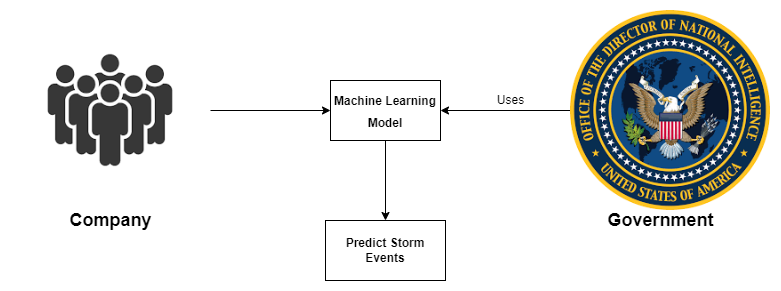 OFFICE OF THE DIRECTOR OF NATIONAL INTELLIGENCE
UNITED STATES OF AMERICA
Machine Learning
Model
Uses
Company
Government
Predict Storm
Events